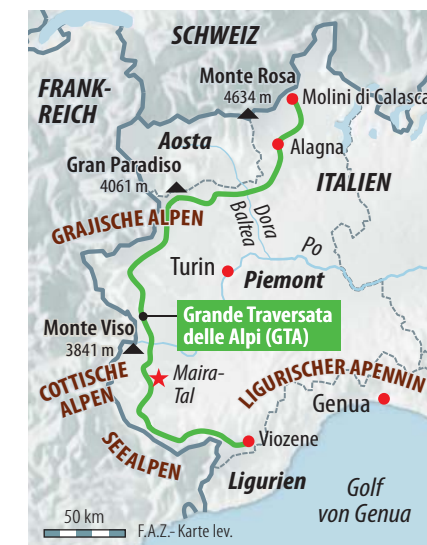 SCHWEIZ
Monte Rosa
4634 m
FRANK-
REICH
Molini di Calasca
Aosta
Alagna
Gran Paradiso
4061 m
ITALIEN
GRAJISCHE ALPEN
Dora
Baltea
Po
Turin
Piemont
Grande Traversata
delle Alpi (GTA)
Monte Viso
3841 m
COTTISCHE
ALPEN
Maira-
Tal
LIGURISCHER APENNIN
Genua
SEEALPEN
Viozene
Ligurien
Golf
von Genua
50 km
F.A.Z.- Karte lev.